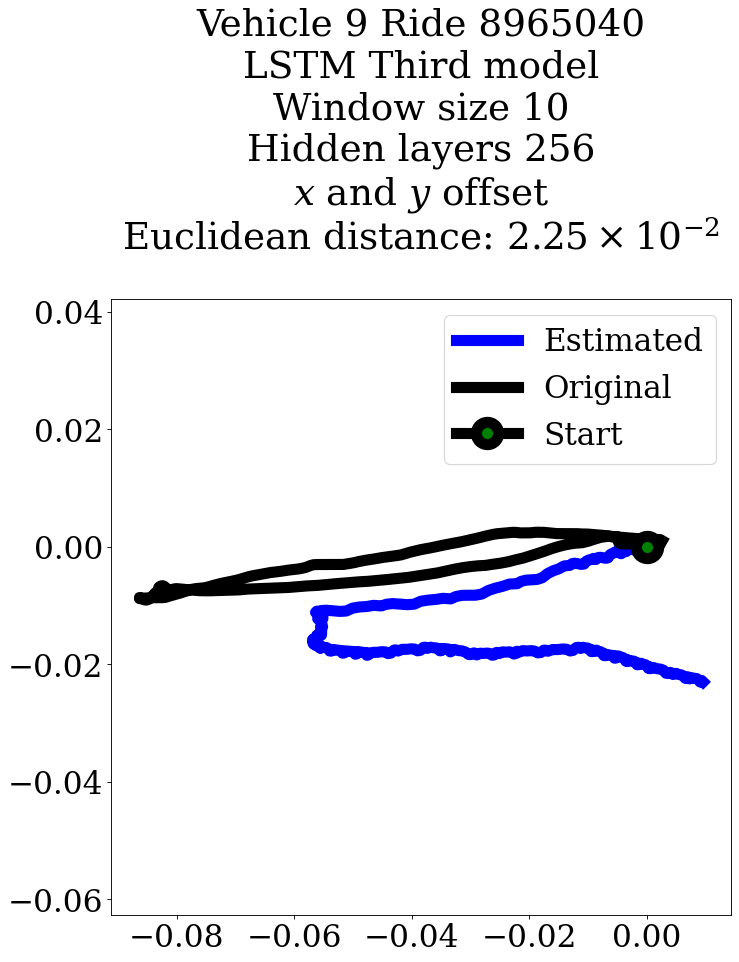 Vehicle 9 Ride 8965040
LSTM Third model
Window size 10
Hidden layers 256
x and y offset
Euclidean distance: 2.25 × 10⁻²
Estimated
Original
Start
0.04
0.02
0.00
−0.02
−0.04
−0.06
−0.08 −0.06 −0.04 −0.02 0.00